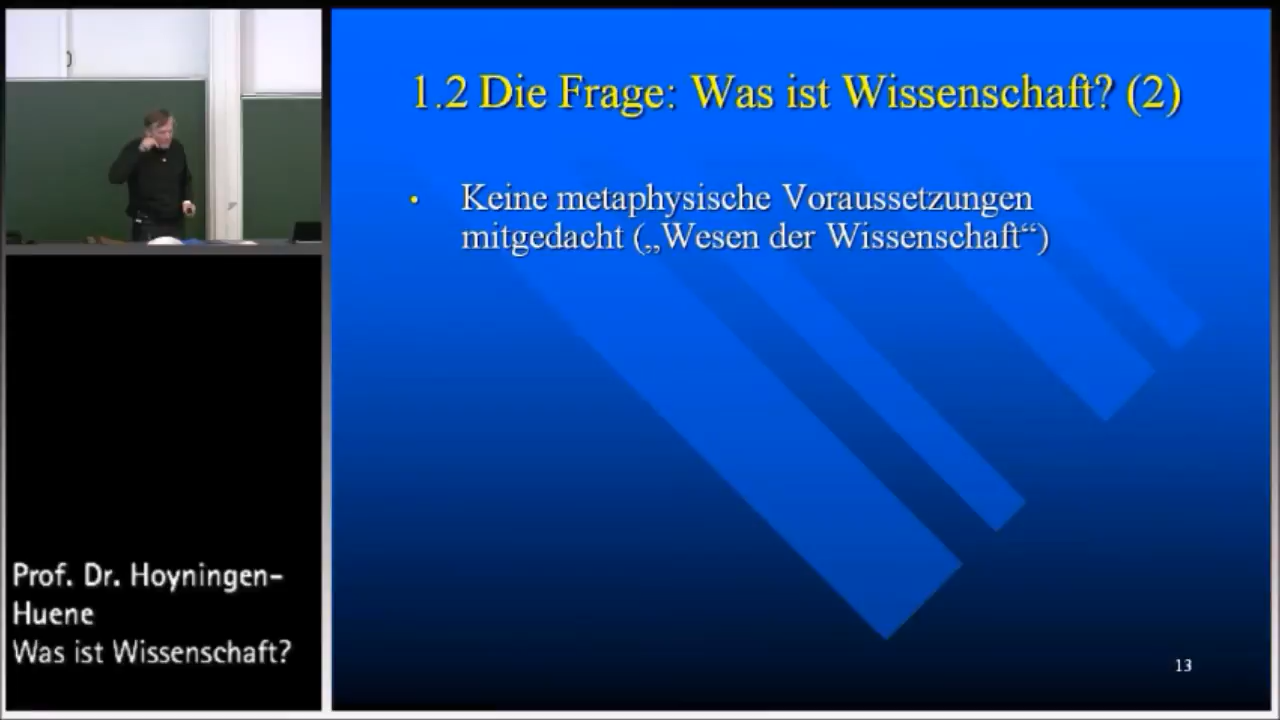 1.2 Die Frage: Was ist Wissenschaft? (2)
• Keine metaphysische Voraussetzungen
mitgedacht („Wesen der Wissenschaft“)
Prof. Dr. Hoyningen-
Huene
Was ist Wissenschaft?
13